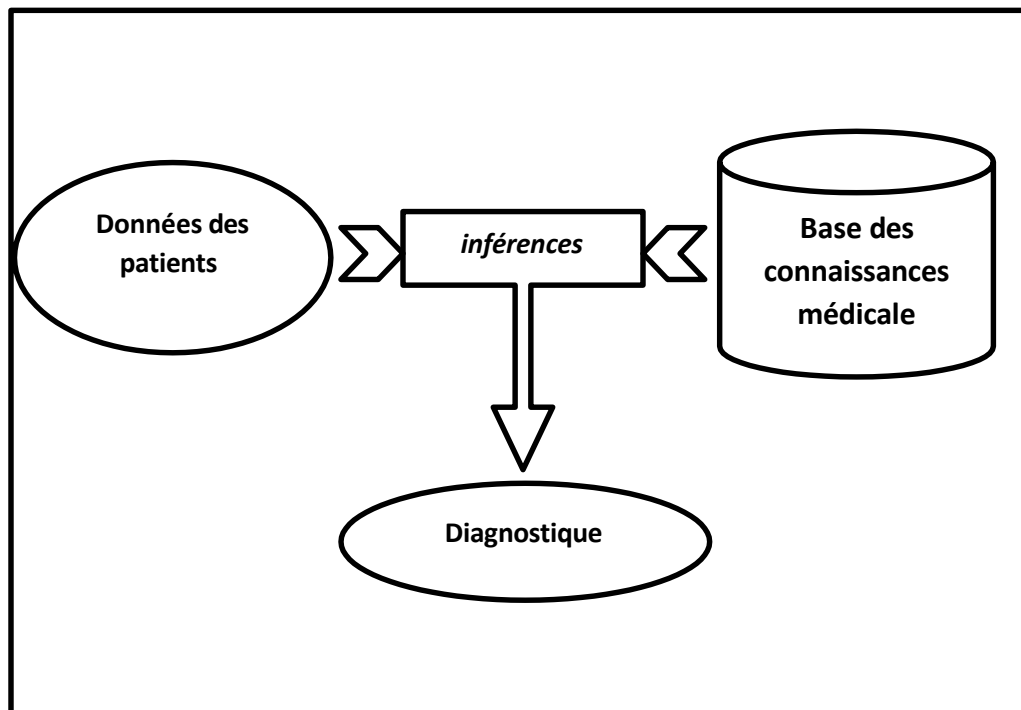 Données des
patients
inférences
Base des
connaissances
médicale
Diagnostique